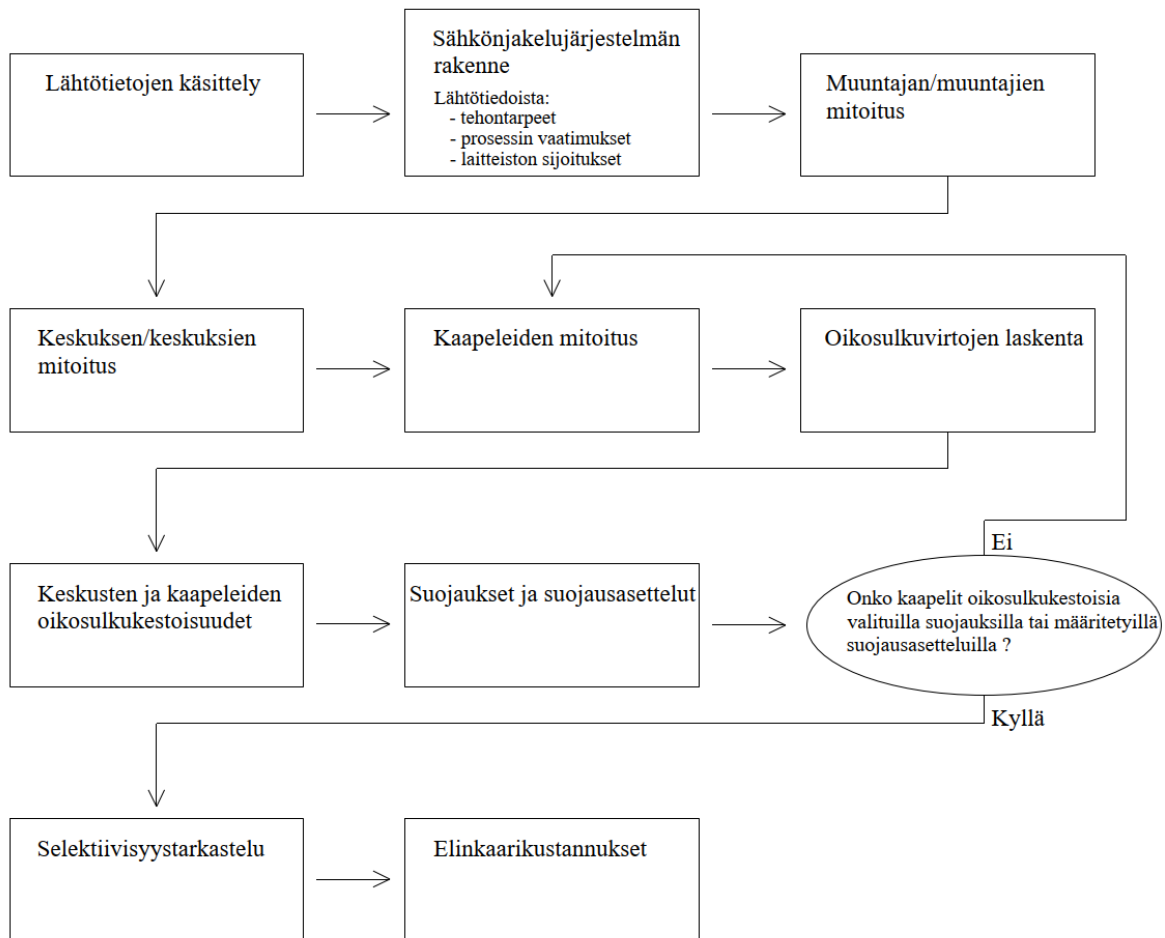 Lähtötietojen käsittely
Sähkönjakelujärjestelmän
rakenne
Lähtötiedoista:
- tehontarpeet
- prosessin vaatimukset
- laitteiston sijoitukset
Muuntajan/muuntajien
mitoitus
Keskuksen/keskuksien
mitoitus
Kaapeleiden mitoitus
Oikosulkuvirtojen laskenta
Keskusten ja kaapeleiden
oikosulkukestoisuudet
Suojaukset ja suojausasettelut
Ei
Onko kaapelit oikosulkukestoisia
valituilla suojauksilla tai määritetyillä
suojausasetteluilla ?
Kyllä
Selektiivisyystarkastelu
Elinkaarikustannukset